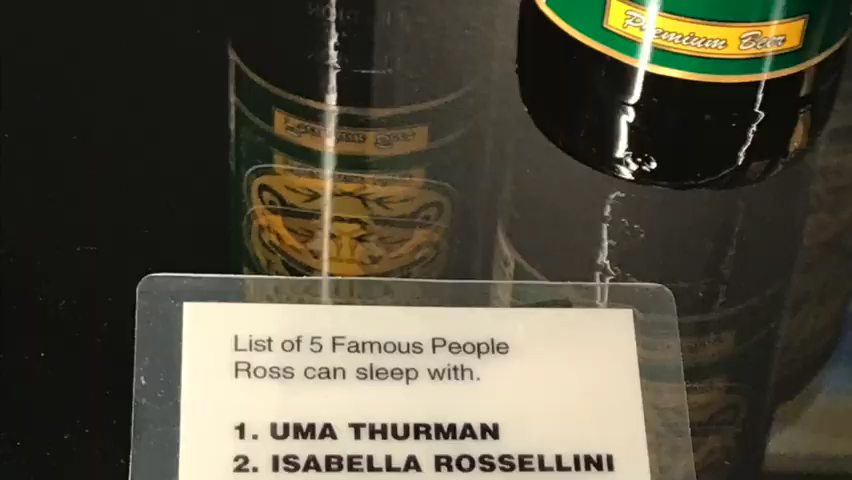 Premium Beer
List of 5 Famous People
Ross can sleep with.
1. UMA THURMAN
2. ISABELLA ROSSELLINI